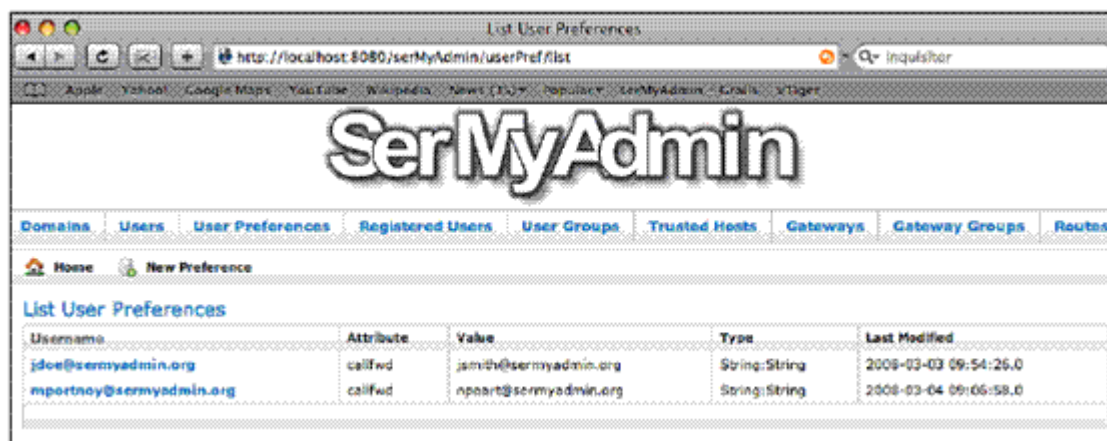 List User Preferences
http://localhost:8080/serMyAdmin/userPref/list
Inquisitor
Apple Yahoo! Google Maps YouTube Wikipedia News Popular SerMyAdmin - Grails vTiger
SerMyAdmin
Domains Users User Preferences Registered Users User Groups Trusted Hosts Gateways Gateway Groups Routes
Home New Preference
List User Preferences
Username Attribute Value Type Last Modified
jdoe@sermyadmin.org callfwd jsmith@sermyadmin.org String:String 2008-03-03 09:54:26.0
mportnoy@sermyadmin.org callfwd npeart@sermyadmin.org String:String 2008-03-04 09:06:58.0